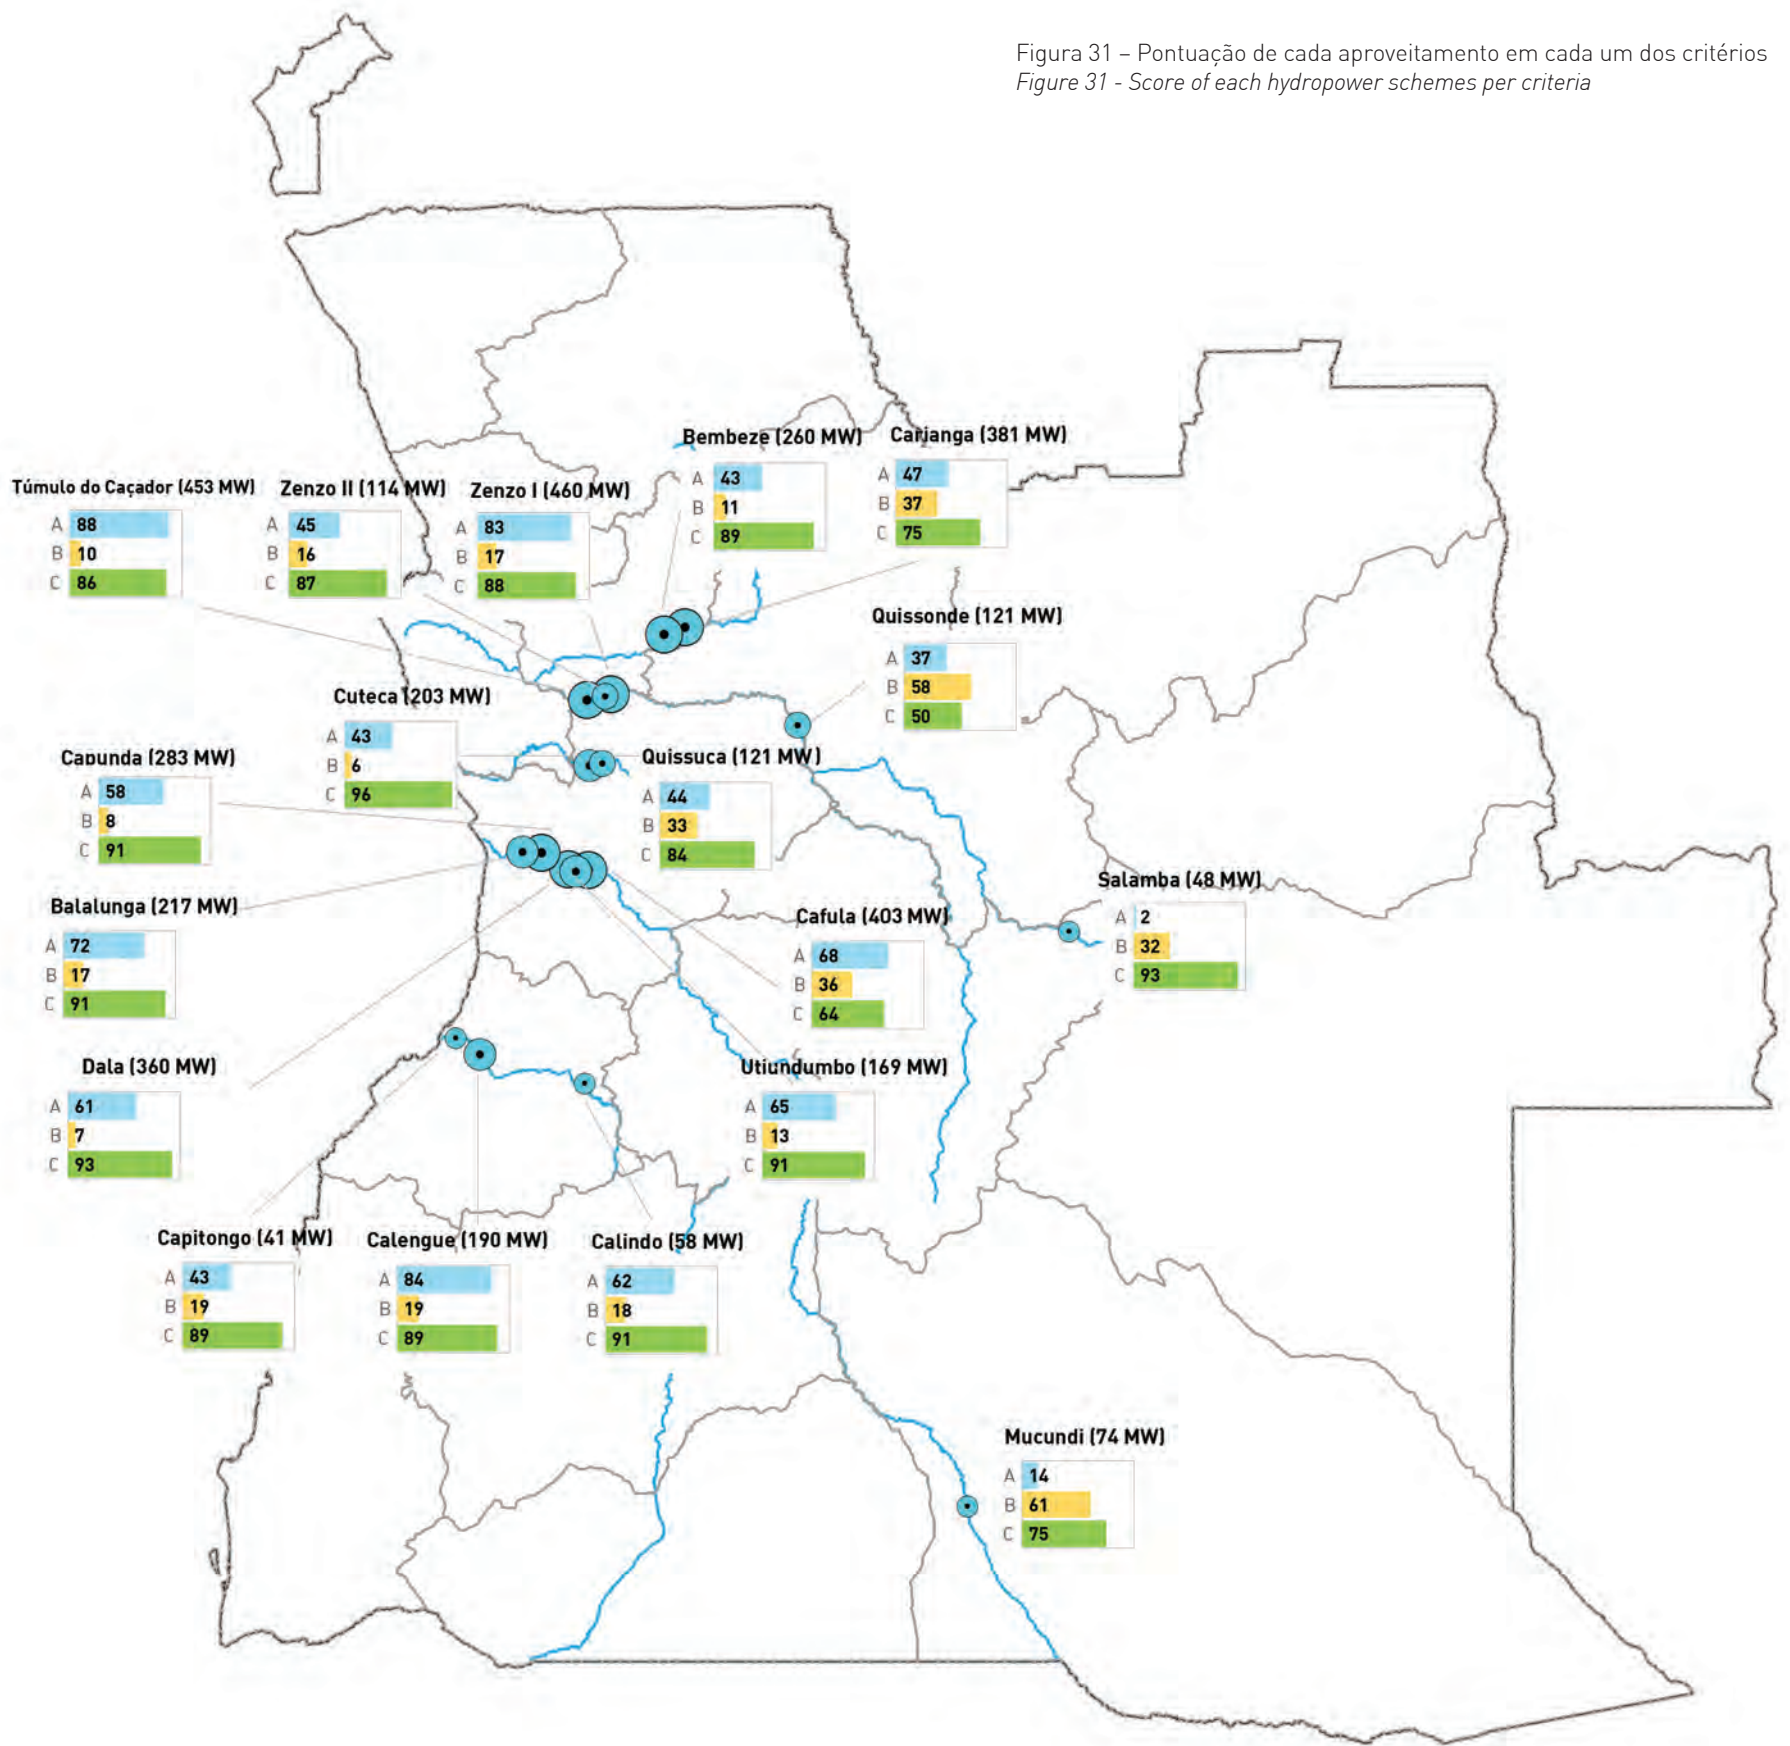 Figura 31 – Pontuação de cada aproveitamento em cada um dos critérios
Figure 31 - Score of each hydropower schemes per criteria
Bembeze (260 MW)
A 43
B 11
C 89
Carianga (381 MW)
A 47
B 37
C 75
Túmulo do Caçador (453 MW)
A 88
B 10
C 86
Zenzo II (114 MW)
A 45
B 16
C 87
Zenzo I (460 MW)
A 83
B 17
C 88
Quissonde (121 MW)
A 37
B 58
C 50
Cuteca (203 MW)
A 43
B 6
C 96
Capunda (283 MW)
A 58
B 8
C 91
Quissuca (121 MW)
A 44
B 33
C 84
Balalunga (217 MW)
A 72
B 17
C 91
Cafula (403 MW)
A 68
B 36
C 64
Salamba (48 MW)
A 2
B 32
C 93
Dala (360 MW)
A 61
B 7
C 93
Utiundumbo (169 MW)
A 65
B 13
C 91
Capitongo (41 MW)
A 43
B 19
C 89
Calengue (190 MW)
A 84
B 19
C 89
Calindo (58 MW)
A 62
B 18
C 91
Mucundi (74 MW)
A 14
B 61
C 75